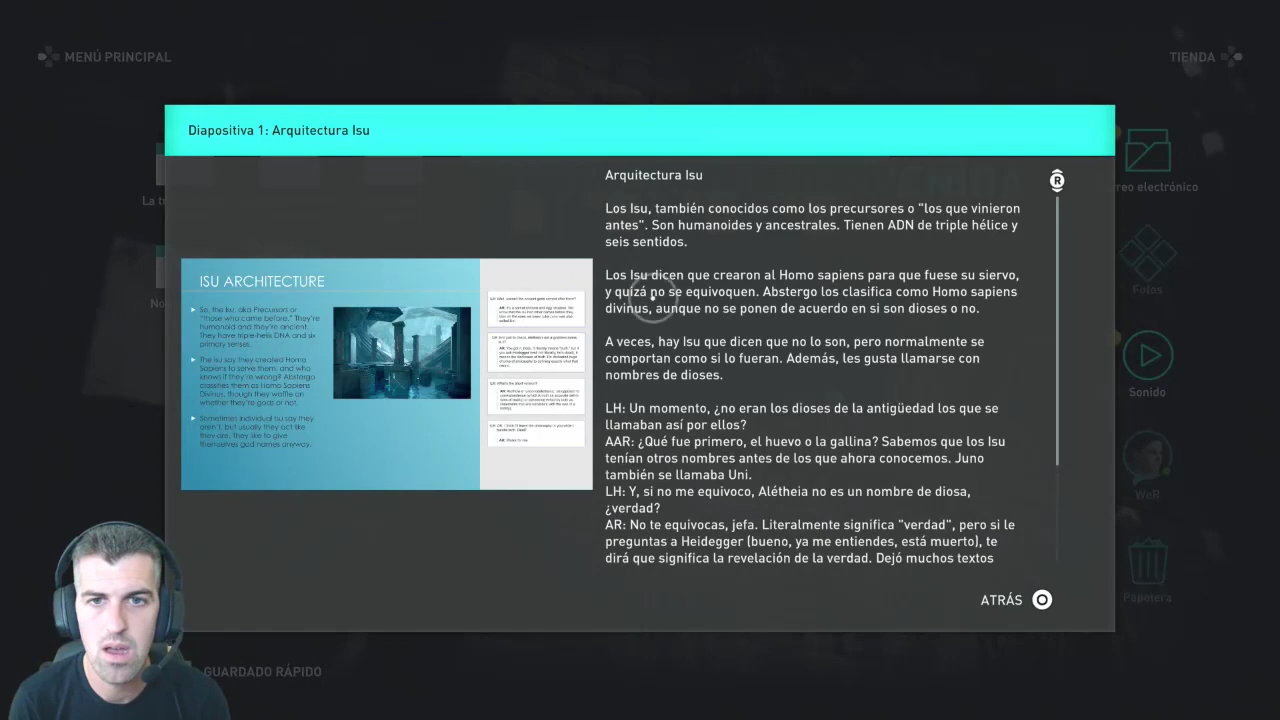 MENÚ PRINCIPAL
TIENDA
Diapositiva 1: Arquitectura Isu
Arquitectura Isu
R
Los Isu, también conocidos como los precursores o "los que vinieron
antes". Son humanoides y ancestrales. Tienen ADN de triple hélice y
seis sentidos.
Los Isu dicen que crearon al Homo sapiens para que fuese su siervo,
y quizá no se equivoquen. Abstergo los clasifica como Homo sapiens
divinus, aunque no se ponen de acuerdo en si son dioses o no.
A veces, hay Isu que dicen que no lo son, pero normalmente se
comportan como si lo fueran. Además, les gusta llamarse con
nombres de dioses.
LH: Un momento, ¿no eran los dioses de la antigüedad los que se
llamaban así por ellos?
AAR: ¿Qué fue primero, el huevo o la gallina? Sabemos que los Isu
tenían otros nombres antes de los que ahora conocemos. Juno
también se llamaba Uni.
LH: Y, si no me equivoco, Alétheia no es un nombre de diosa,
¿verdad?
AR: No te equivocas, jefa. Literalmente significa "verdad", pero si le
preguntas a Heidegger (bueno, ya me entiendes, está muerto), te
dirá que significa la revelación de la verdad. Dejó muchos textos
ISU ARCHITECTURE
So, the Isu, aka Precursors or
"those who came before." They're
humanoid and they're ancient.
They have triple-helix DNA and six
primary senses.
The Isu say they created Homo
Sapiens to serve them, and who
knows if they're wrong? Abstergo
classifies them as Homo Sapiens
Divinus, though they waffle on
whether they're gods or not.
Sometimes individual Isu say they
aren't, but usually they act like
they are. They like to give
themselves god names anyway.
La
No
reo electrónico
Fotos
Sonido
WeR
Papelera
ATRÁS
GUARDADO RÁPIDO